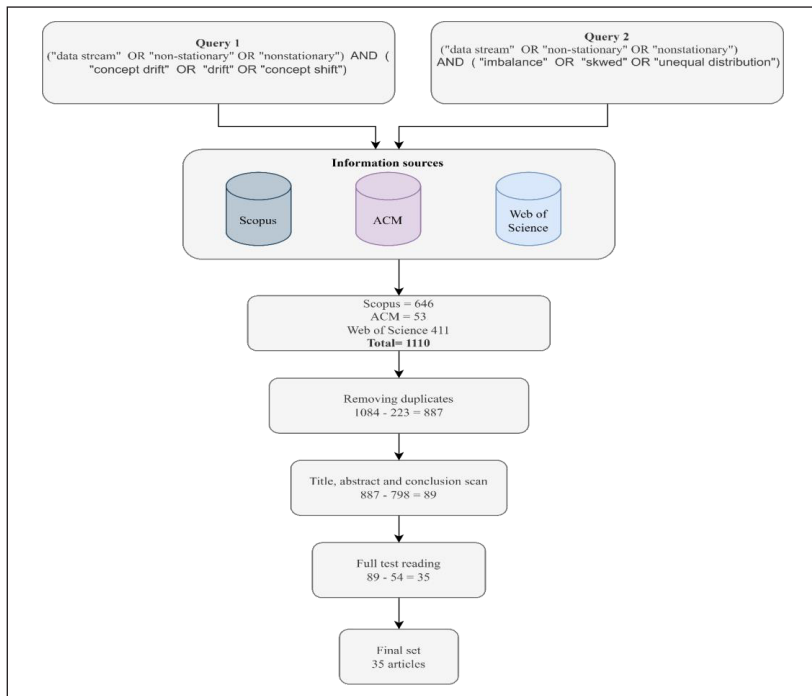 Query 1
("data stream" OR "non-stationary" OR "nonstationary") AND (
"concept drift" OR "drift" OR "concept shift")
Query 2
("data stream" OR "non-stationary" OR "nonstationary")
AND ( "imbalance" OR "skwed" OR "unequal distribution")
Information sources
Scopus
ACM
Web of
Science
Scopus = 646
ACM = 53
Web of Science 411
Total= 1110
Removing duplicates
1084 - 223 = 887
Title, abstract and conclusion scan
887 - 798 = 89
Full test reading
89 - 54 = 35
Final set
35 articles